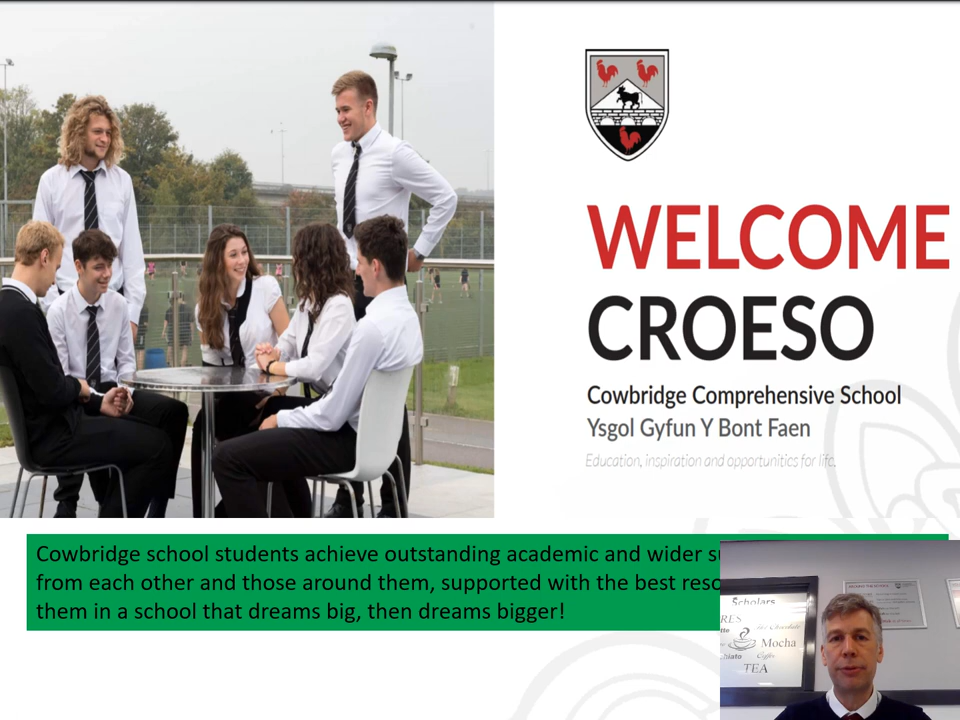 WELCOME
CROESO
Cowbridge Comprehensive School
Ysgol Gyfun Y Bont Faen
Education, inspiration and opportunities for life.
Cowbridge school students achieve outstanding academic and wider
from each other and those around them, supported with the best
them in a school that dreams big, then dreams bigger!
Scholars
Mocha
Coffee
TEA